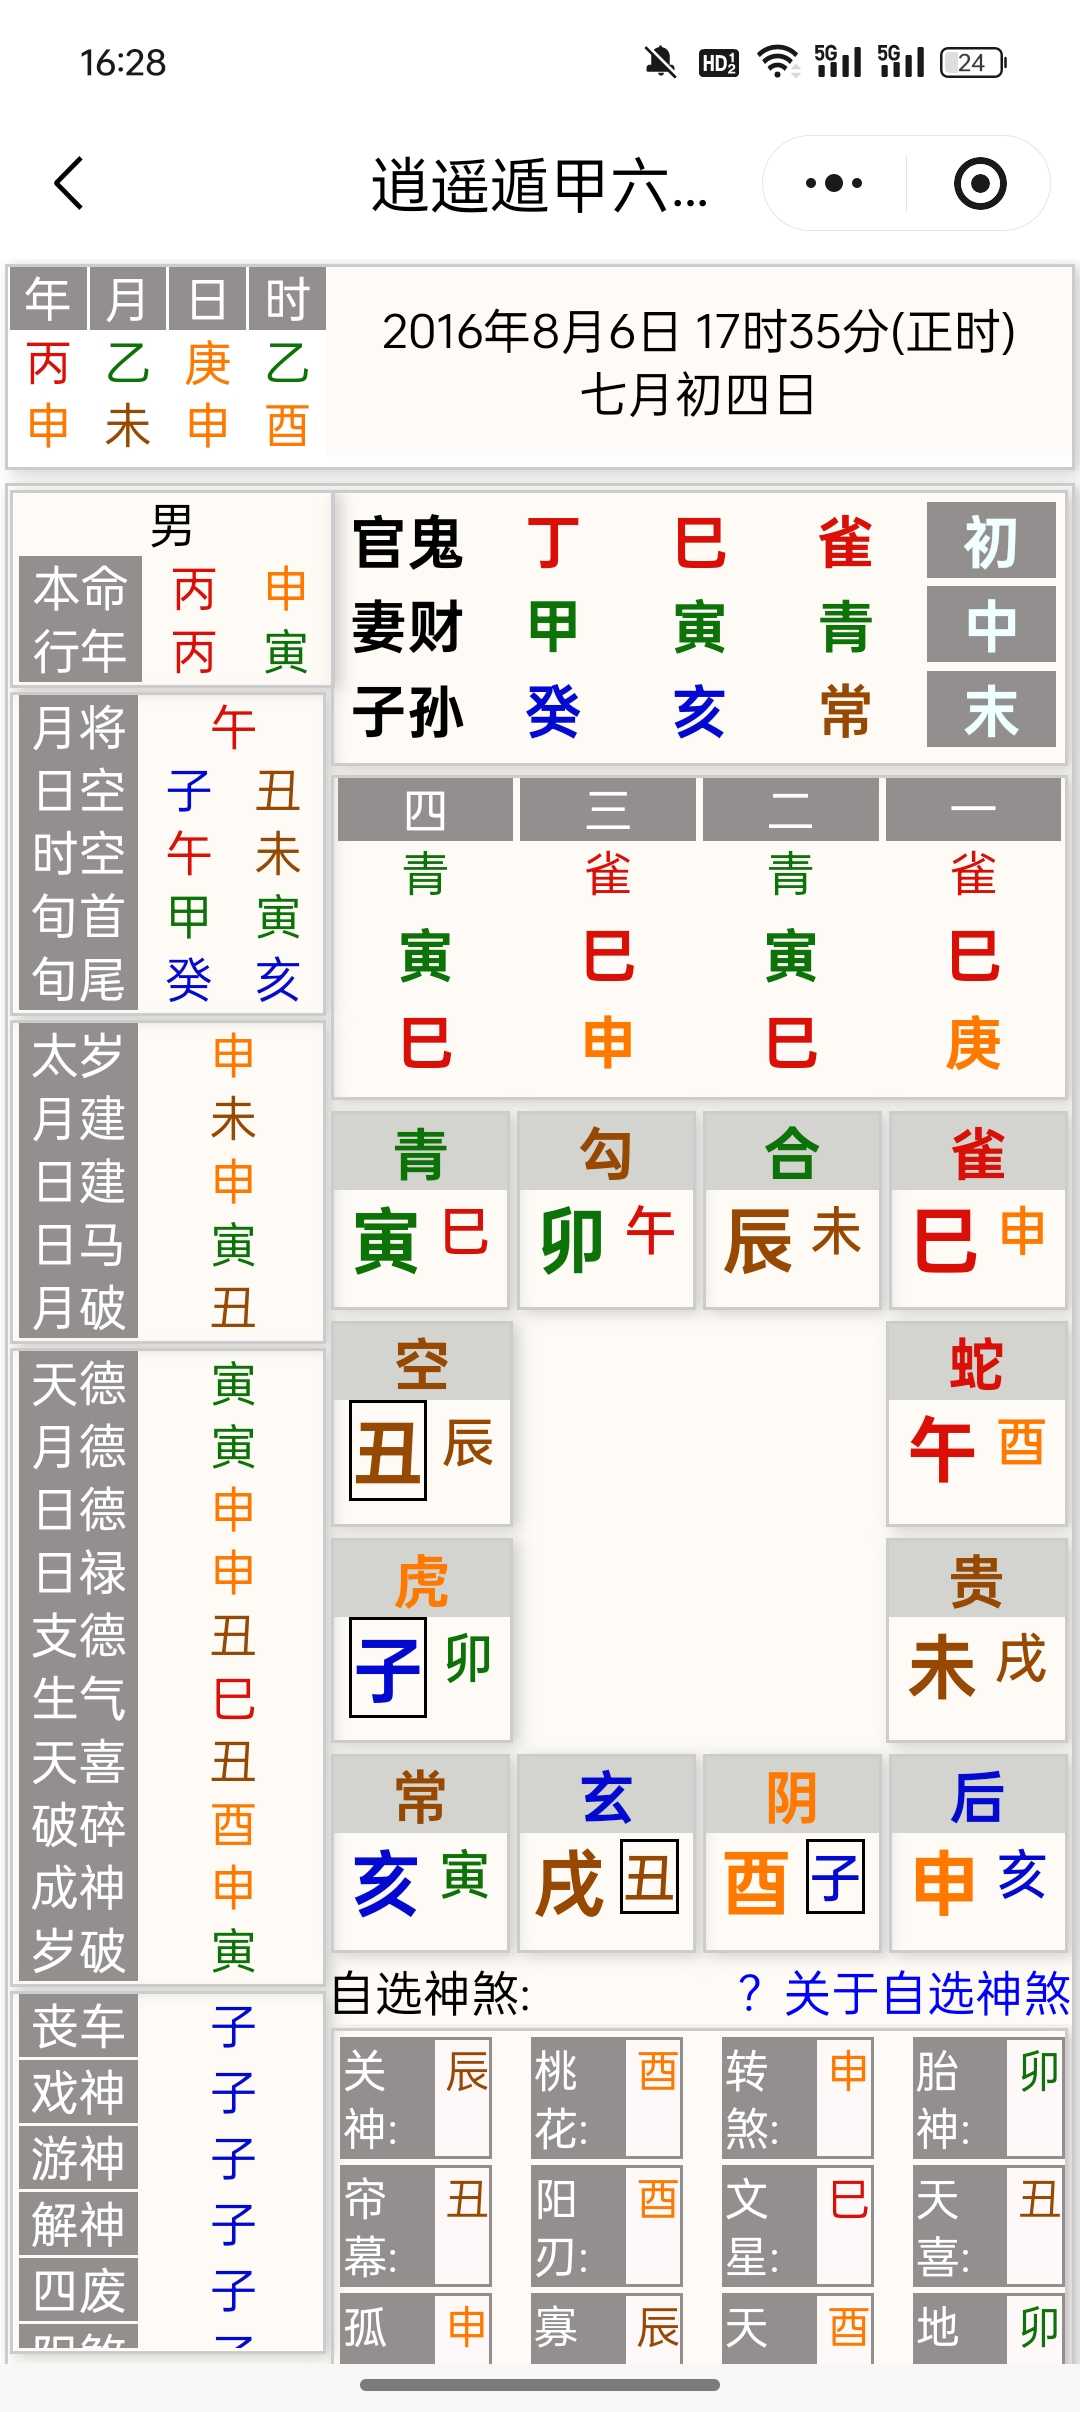 16:28
HD 1 2 5G 5G 24
逍遥遁甲六...
年 月 日 时
丙 乙 庚 乙
申 未 申 酉
2016年8月6日 17时35分(正时)
七月初四日
男
本命 丙 申
行年 丙 寅
月将 午
日空 子 丑
时空 午 未
旬首 甲 寅
旬尾 癸 亥
太岁 申
月建 未
日建 申
日马 寅
月破 丑
天德 寅
月德 寅
日德 申
日禄 申
支德 丑
生气 巳
天喜 丑
破碎 酉
成神 申
岁破 寅
丧车 子
戏神 子
游神 子
解神 子
四废 子
官鬼 丁 巳 雀 初
妻财 甲 寅 青 中
子孙 癸 亥 常 末
四 三 二 一
青 雀 青 雀
寅 巳 寅 巳
巳 申 巳 庚
青 勾 合 雀
寅 巳 卯 午 辰 未 巳 申
空 蛇
丑 辰 午 酉
虎 贵
子 卯 未 戌
常 玄 阴 后
亥 寅 戌 丑 酉 子 申 亥
自选神煞: ？关于自选神煞
关神: 辰 桃花: 酉 转煞: 申 胎神: 卯
帘幕: 丑 阳刃: 酉 文星: 巳 天喜: 丑
孤 申 寡 辰 天 酉 地 卯